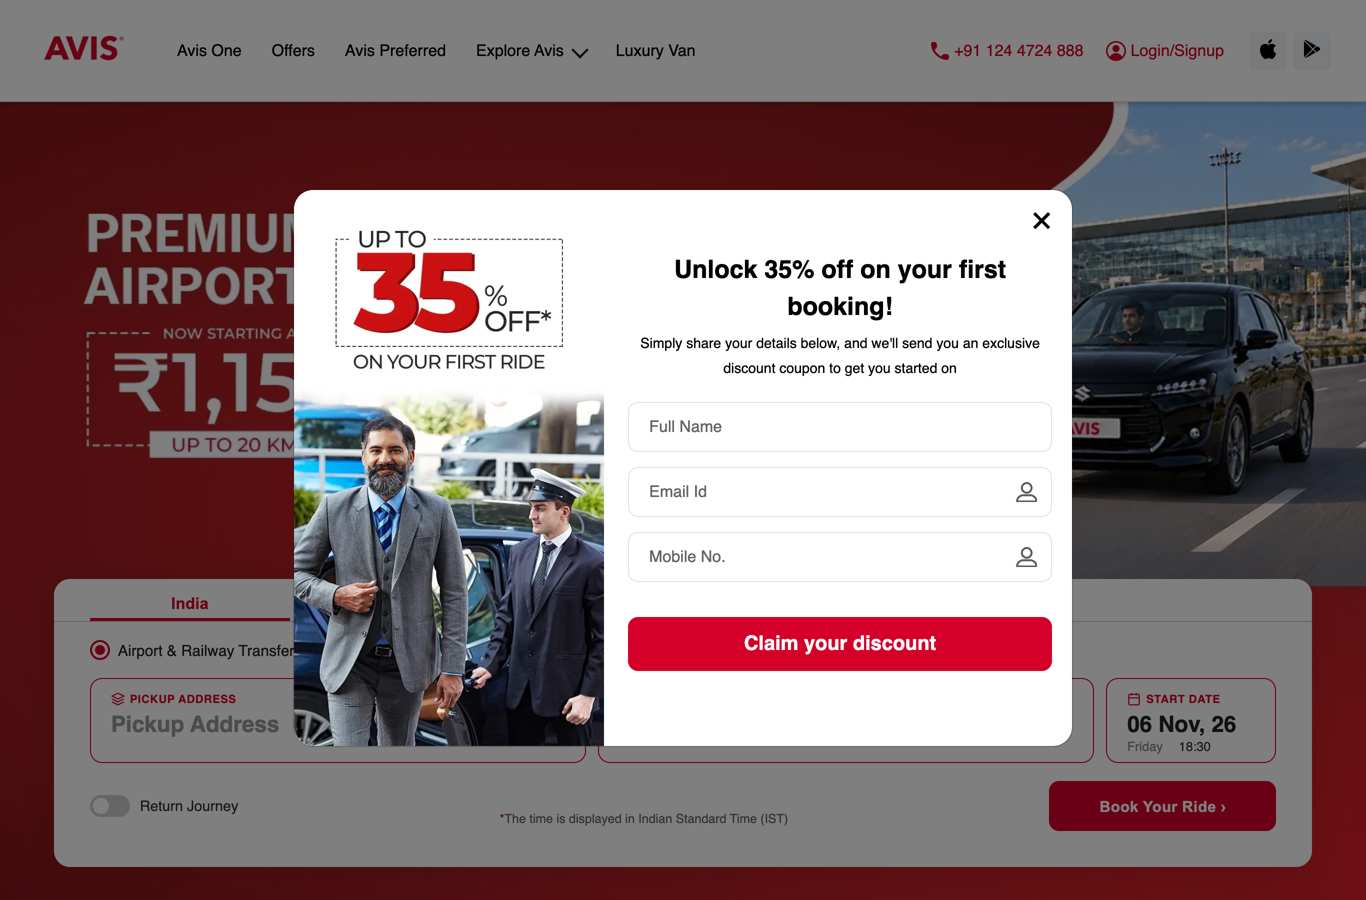 AVIS
Avis One
Offers
Avis Preferred
Explore Avis
Luxury Van
+91 124 4724 888
Login/Signup
PREMIUM
AIRPORT
NOW STARTING
₹1,15
UP TO 20 KM
AVIS
UP TO
35% OFF*
ON YOUR FIRST RIDE
Unlock 35% off on your first
booking!
Simply share your details below, and we'll send you an exclusive
discount coupon to get you started on
Full Name
Email Id
Mobile No.
Claim your discount
India
Airport & Railway Transfer
PICKUP ADDRESS
Pickup Address
START DATE
06 Nov, 26
Friday 18:30
Return Journey
*The time is displayed in Indian Standard Time (IST)
Book Your Ride ›